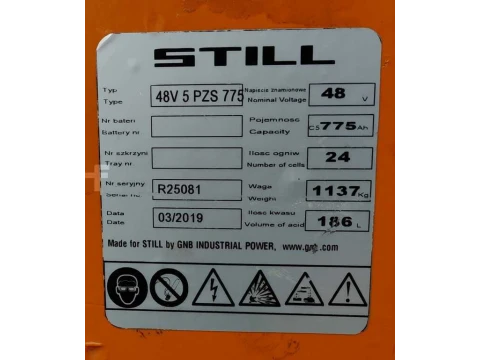 STILL
Typ
Type
48V 5 PZS 775
Napięcie znamionowe
Nominal Voltage
48 V
Nr baterii
Battery nr
Pojemność
Capacity
C5 775 Ah
Nr skrzyni
Tray nr
Ilość ogniw
Number of cells
24
Nr seryjny
Serial no
R25081
Waga
Weight
1137 Kg
Data
Date
03/2019
Ilość kwasu
Volume of acid
186 L
Made for STILL by GNB INDUSTRIAL POWER, www.gnb.com